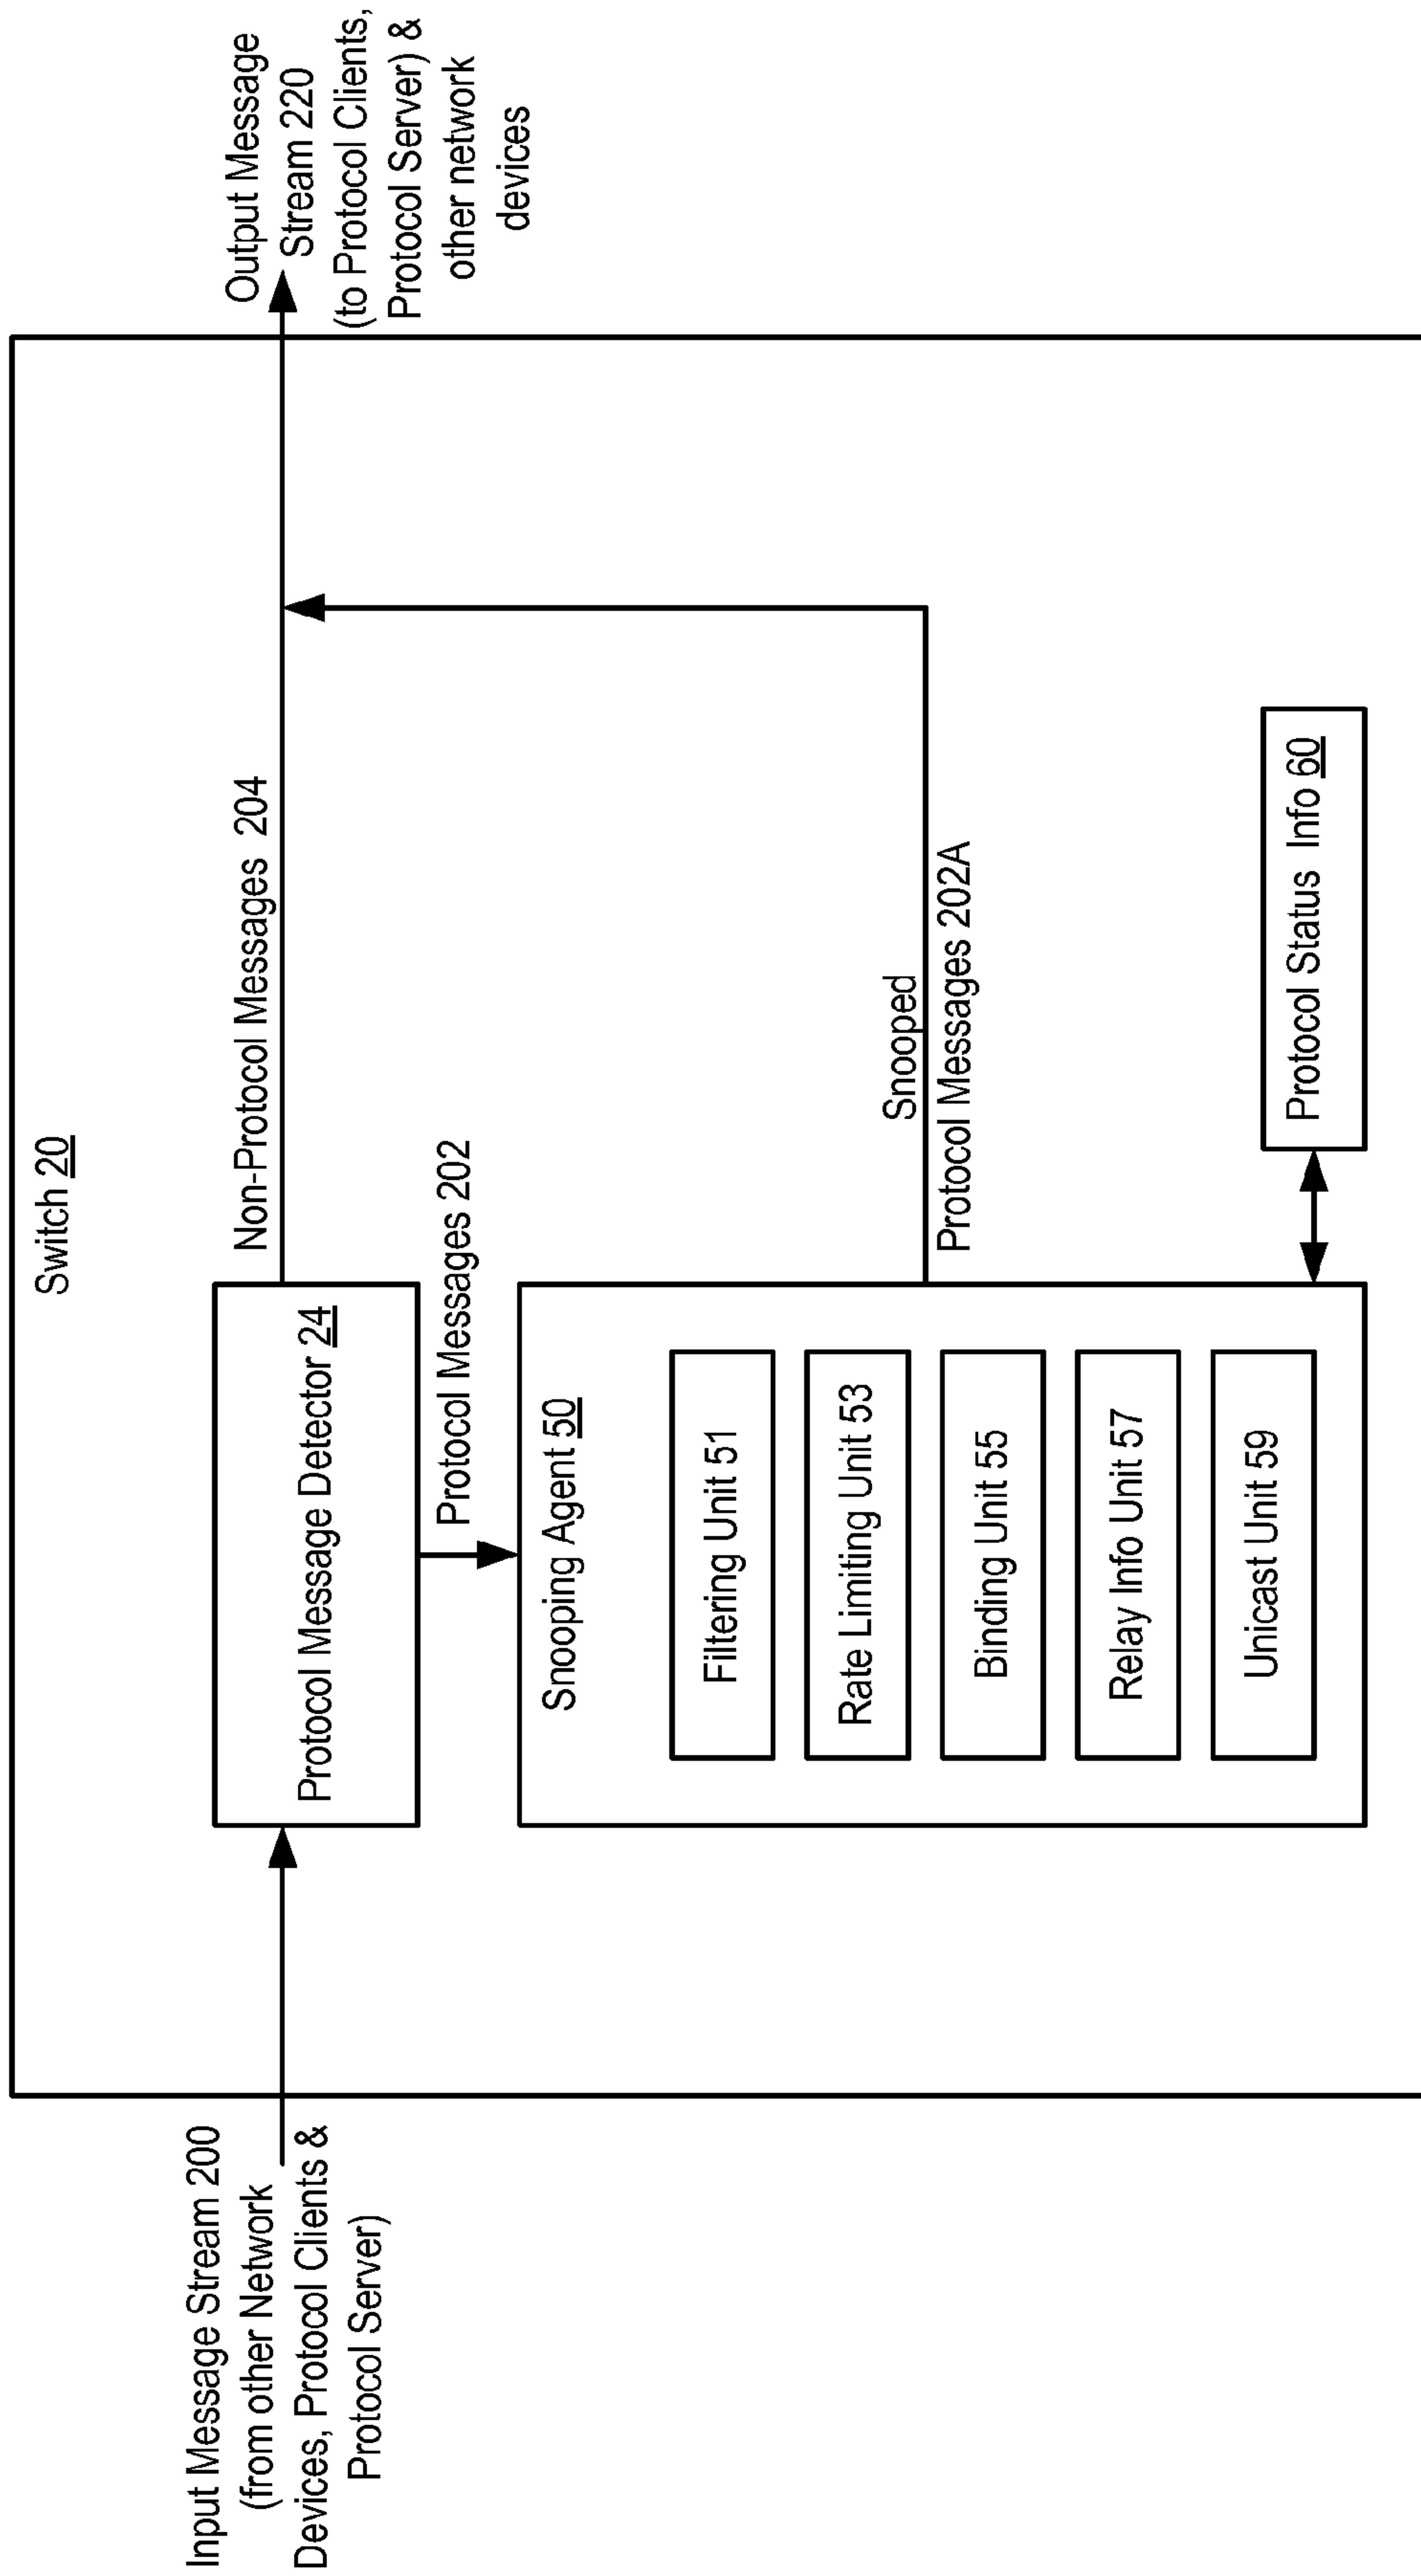 Switch 20
Input Message Stream 200
(from other Network
Devices, Protocol Clients &
Protocol Server)
Protocol Message Detector 24
Non-Protocol Messages 204
Output Message
Stream 220
(to Protocol Clients,
Protocol Server) &
other network
devices
Protocol Messages 202
Snooping Agent 50
Filtering Unit 51
Rate Limiting Unit 53
Binding Unit 55
Relay Info Unit 57
Unicast Unit 59
Snooped
Protocol Messages 202A
Protocol Status Info 60